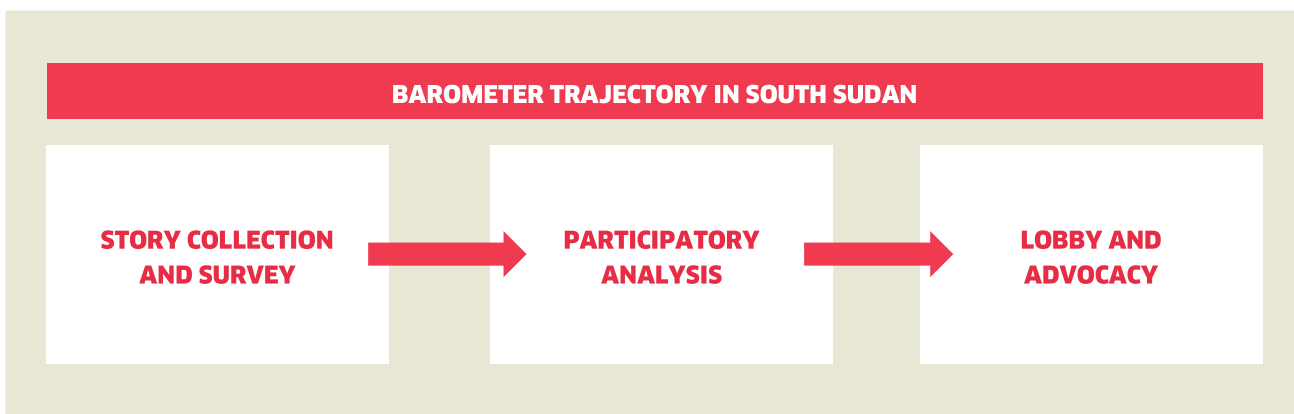 BAROMETER TRAJECTORY IN SOUTH SUDAN
STORY COLLECTION
AND SURVEY
PARTICIPATORY
ANALYSIS
LOBBY AND
ADVOCACY